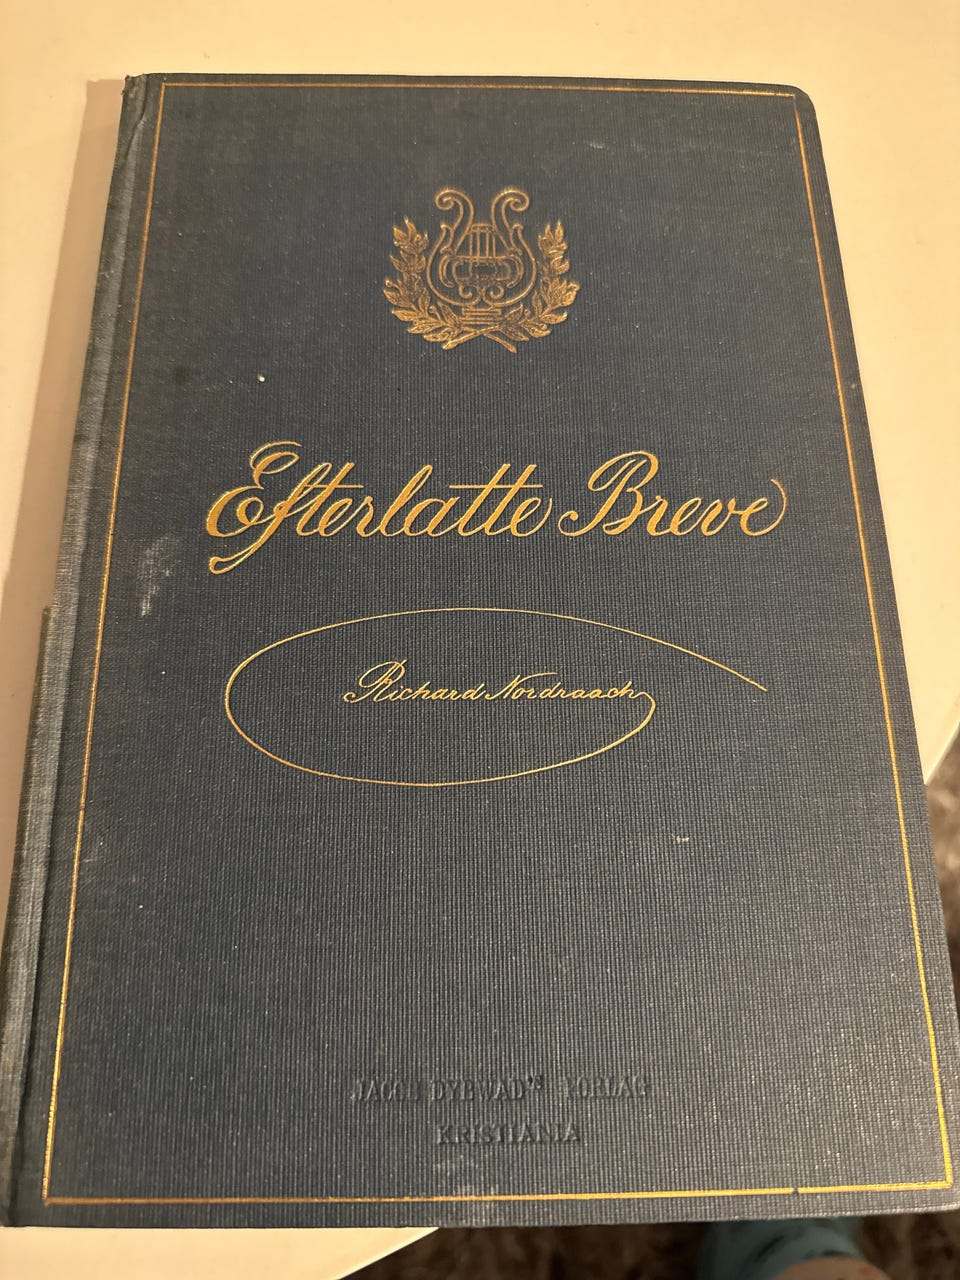 Efterlatte Breve
Richard Nordraach
JACOB DYBWAD's FORLAG
KRISTIANIA